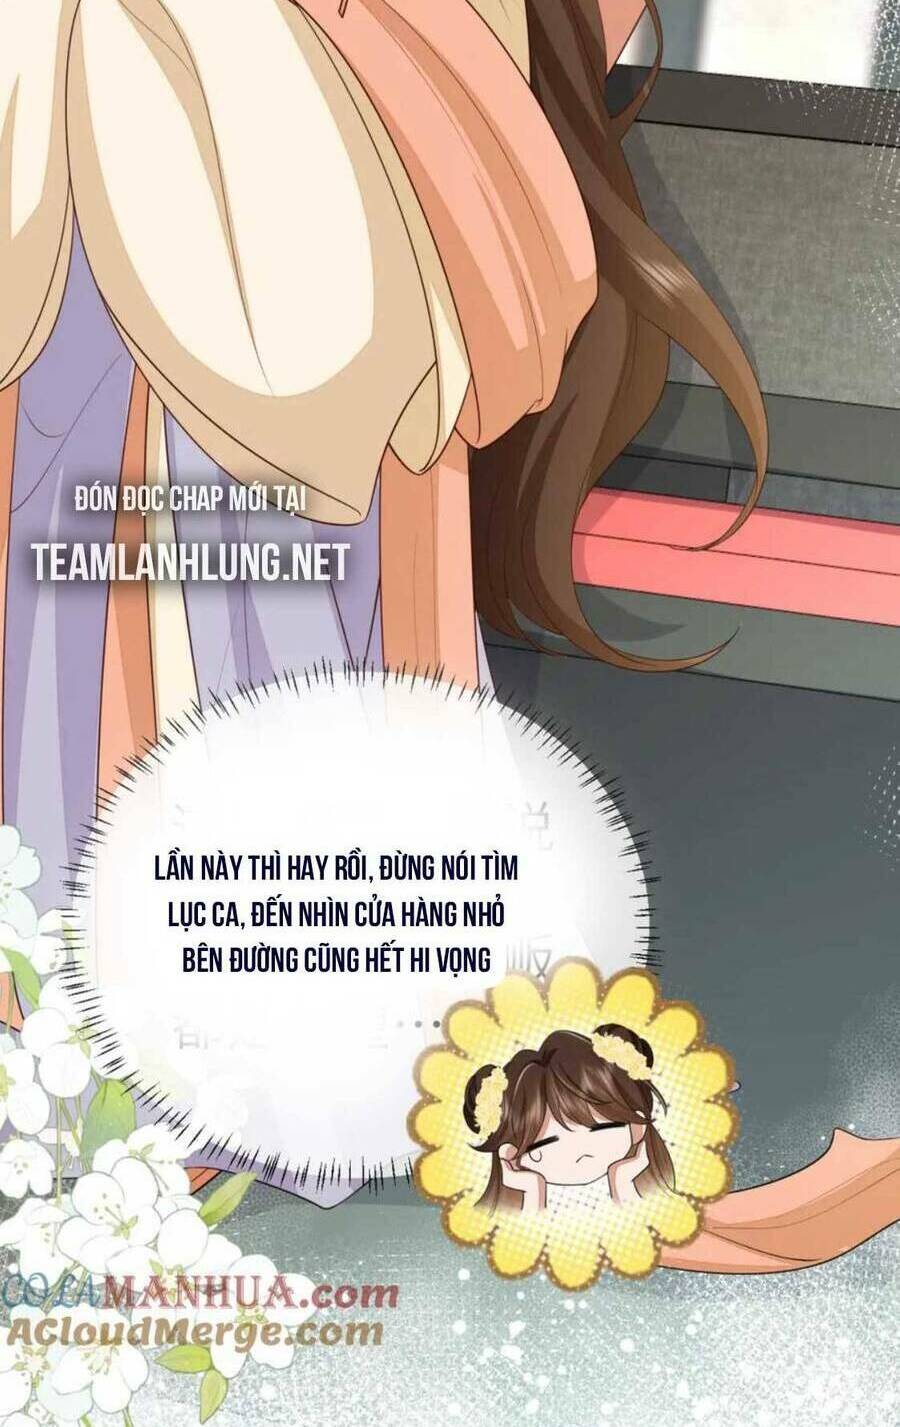 ĐÓN ĐỌC CHAP MỚI TẠI
TEAMLANHLUNG.NET
LẦN NÀY THÌ HAY RỒI, ĐỪNG NÓI TÌM
LỤC CA, ĐẾN NHÌN CỬA HÀNG NHỎ
BÊN ĐƯỜNG CŨNG HẾT HI VỌNG
COLAMANHUA.com
ACloudMerge.com